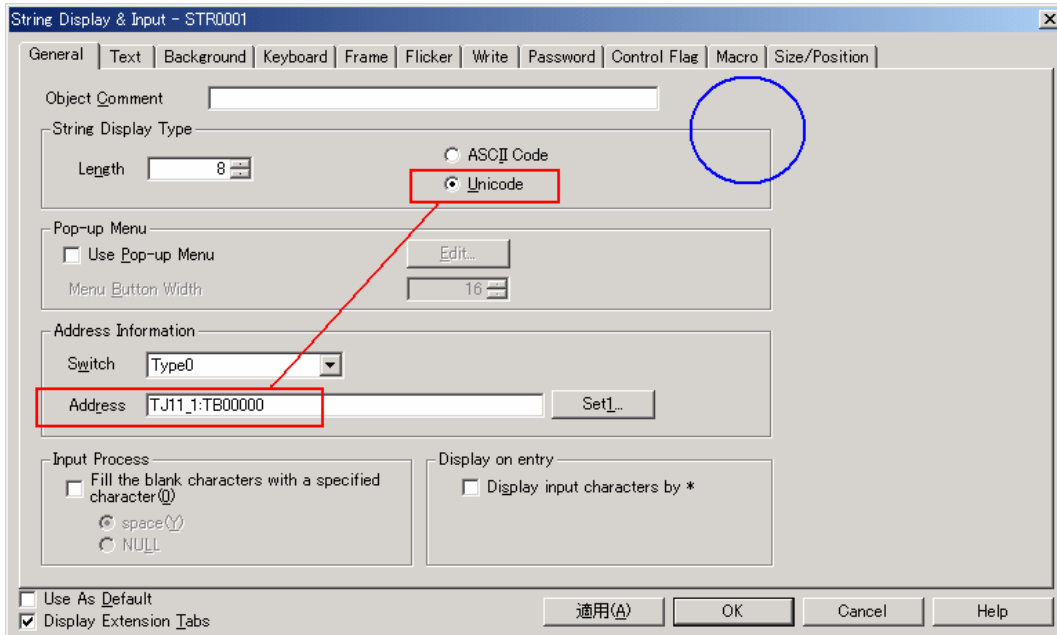 String Display & Input - STR0001
General Text Background Keyboard Frame Flicker Write Password Control Flag Macro Size/Position
Object Comment
String Display Type
Length 8 ASCII Code
Unicode
Pop-up Menu
Use Pop-up Menu Edit...
Menu Button Width 16
Address Information
Switch Type0
Address TJ11_1:TB00000 Set1...
Input Process Display on entry
Fill the blank characters with a specified
character(O) Display input characters by *
space(Y)
NULL
Use As Default
Display Extension Tabs 適用(A) OK Cancel Help